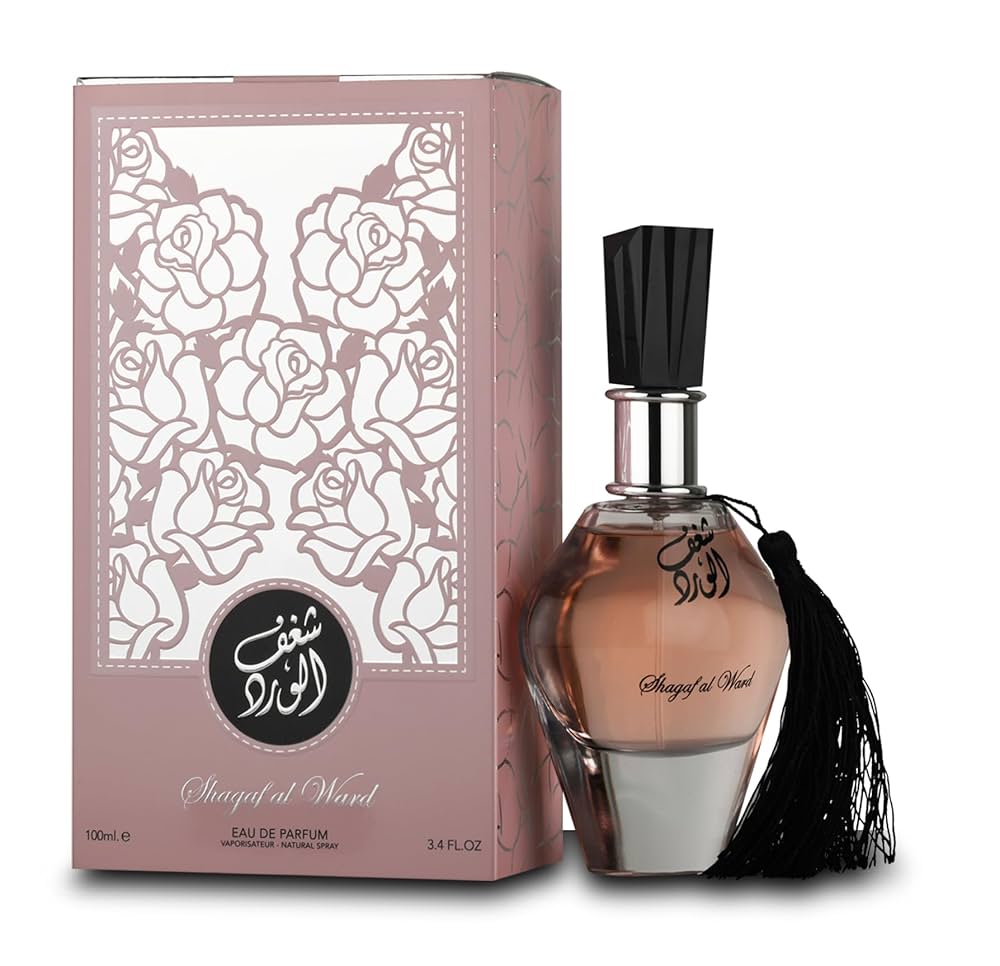 شغف
الورد
Shagaf al Ward
EAU DE PARFUM
VAPORISATEUR - NATURAL SPRAY
100ml. e
3.4 FL.OZ
شغف
الورد
Shagaf al Ward